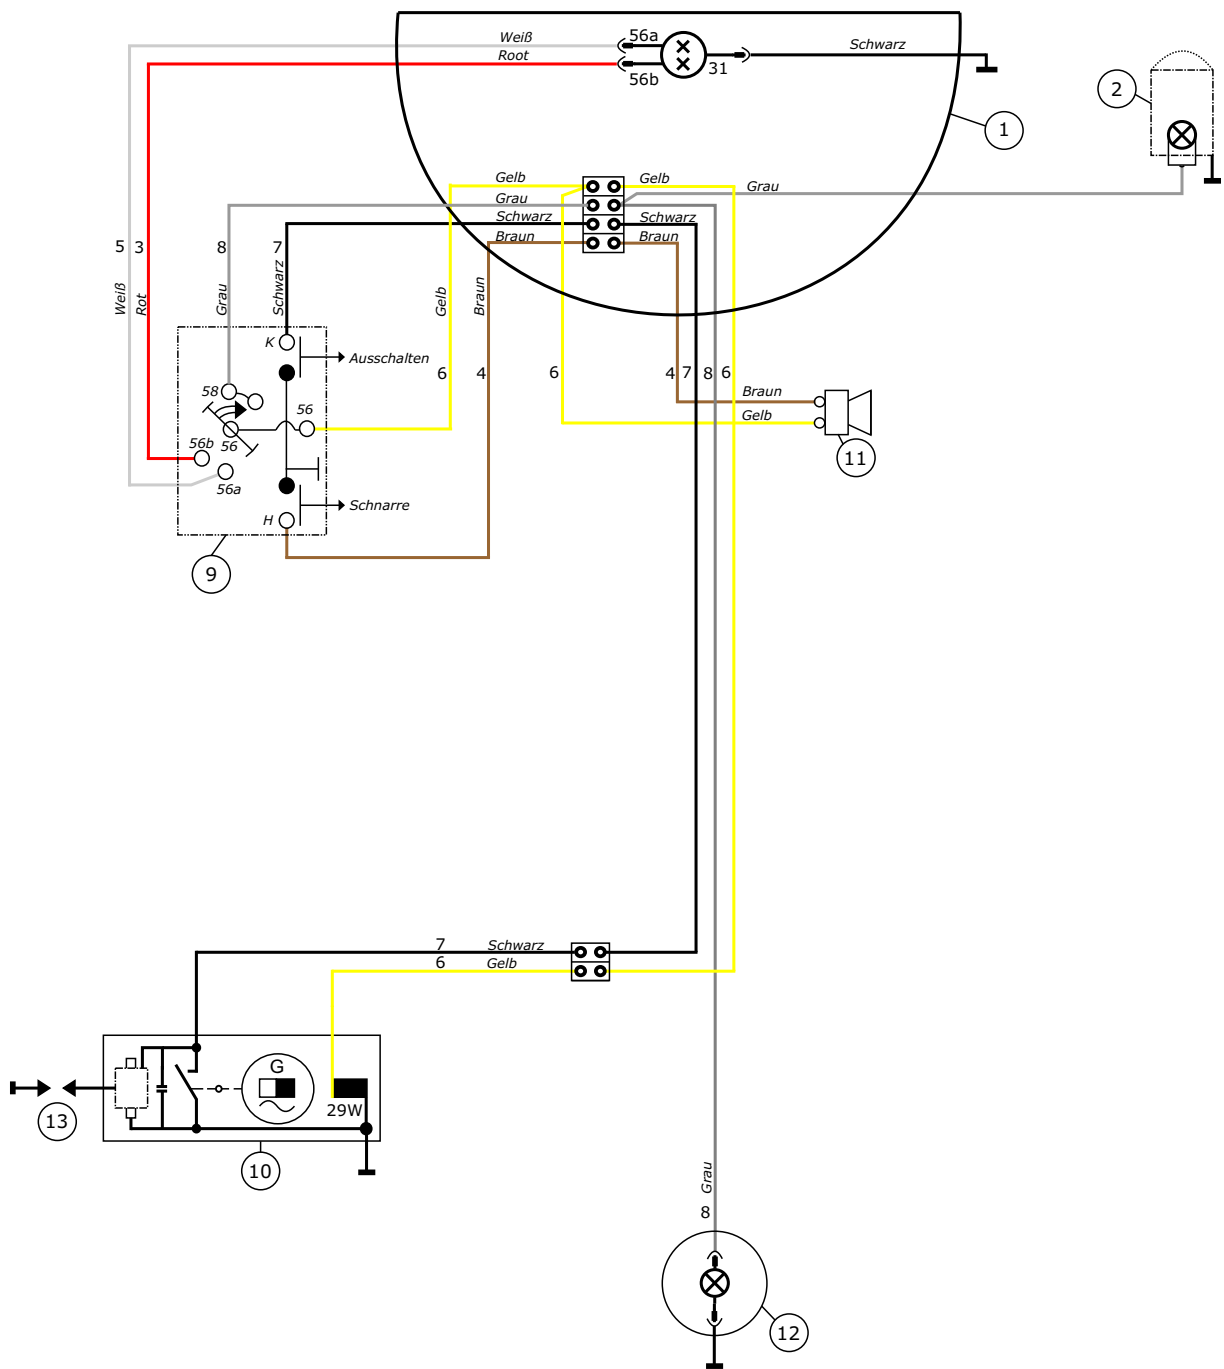 Weiß
56a
Root
56b
31
Schwarz
2
1
Gelb
Gelb
Grau
Grau
Schwarz
Schwarz
Braun
Braun
5
3
8
7
Weiß
Rot
Grau
Schwarz
Gelb
Braun
K
Ausschalten
6
4
6
4
7
8
6
58
56
Braun
Gelb
56b
56
56a
11
H
Schnarre
9
7
Schwarz
6
Gelb
G
29W
13
10
Grau
8
12